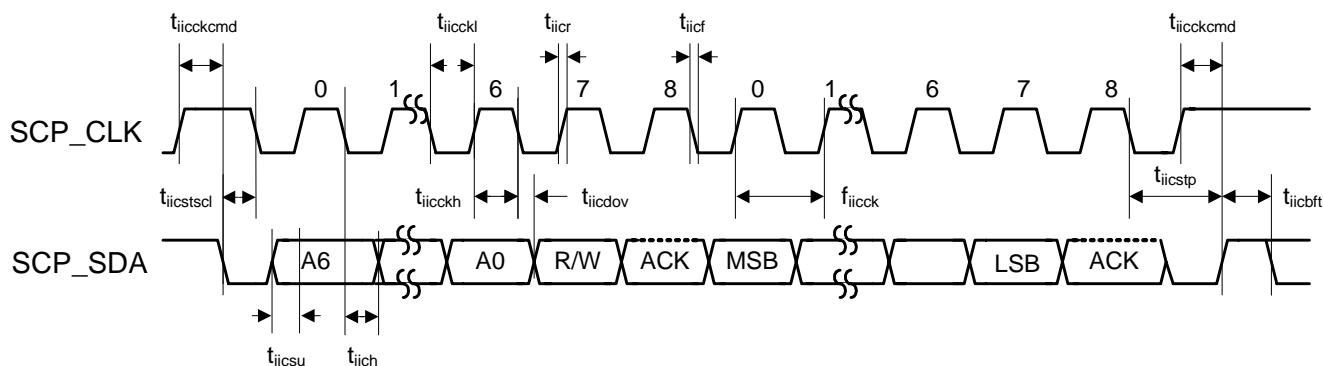 t_iicckcmd t_iicckl t_iicr t_iicf t_iicckcmd
0 1 6 7 8 0 1 6 7 8
SCP_CLK
t_iicstscl t_iicckh t_iicdov f_iicck t_iicstp t_iicbft
SCP_SDA A6 A0 R/W ACK MSB LSB ACK
t_iicsu t_iich